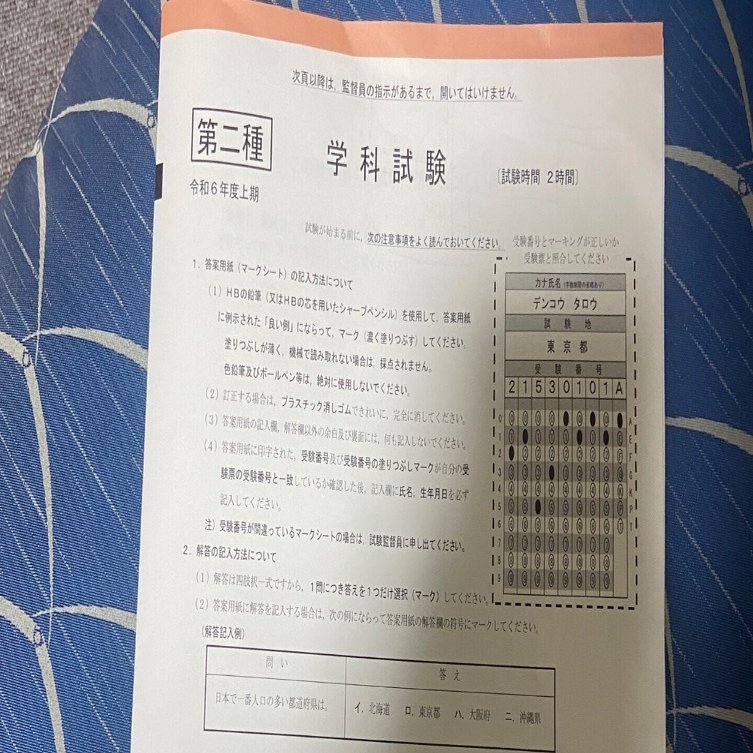 次頁以降は，監督員の指示があるまで，開いてはいけません。
第二種
学科試験
〔試験時間 2時間〕
令和6年度上期
試験が始まる前に，次の注意事項をよく読んでおいてください。
受験番号とマーキングが正しいか
受験票と照合してください
1．答案用紙（マークシート）の記入方法について
（1）HBの鉛筆（又はHBの芯を用いたシャープペンシル）を使用して，答案用紙
に例示された「良い例」にならって，マーク（濃く塗りつぶす）してください。
塗りつぶしが薄く，機械で読み取れない場合は，採点されません。
色鉛筆及びボールペン等は，絶対に使用しないでください。
（2）訂正する場合は，プラスチック消しゴムできれいに，完全に消してください。
（3）答案用紙の記入欄，解答欄以外の余白及び裏面には，何も記入しないでください。
（4）答案用紙に印字された，受験番号及び受験番号の塗りつぶしマークが自分の受
験票の受験番号と一致しているか確認した後，記入欄に氏名，生年月日を必ず
記入してください。
注）受験番号が間違っているマークシートの場合は，試験監督員に申し出てください。
カナ氏名（字数制限の省略あり）
デンコウ タロウ
試験地
東京都
受験番号
2 1 5 3 0 1 0 1 A
2．解答の記入方法について
（1）解答は四肢択一式ですから，1問につき答えを1つだけ選択（マーク）してください。
（2）答案用紙に解答を記入する場合は，次の例にならって答案用紙の解答欄の符号にマークしてください。
（解答記入例）
問い
答え
日本で一番人口の多い都道府県は。
イ．北海道 ロ．東京都 ハ．大阪府 ニ．沖縄県